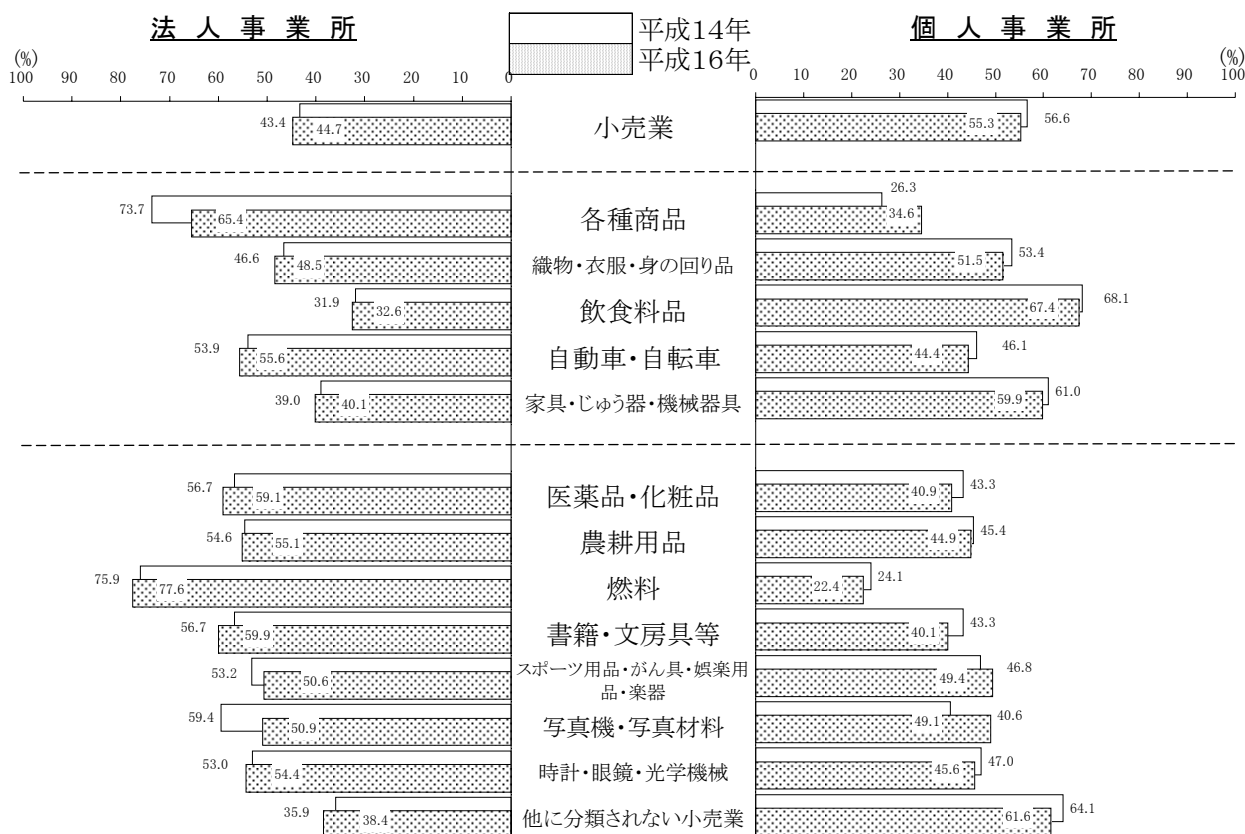 法人事業所
平成14年
平成16年
個人事業所
(%)
100 90 80 70 60 50 40 30 20 10 0
0 10 20 30 40 50 60 70 80 90 100
(%)
43.4 44.7 小売業 55.3 56.6
73.7 65.4 各種商品 34.6 26.3
46.6 48.5 織物・衣服・身の回り品 51.5 53.4
31.9 32.6 飲食料品 67.4 68.1
53.9 55.6 自動車・自転車 44.4 46.1
39.0 40.1 家具・じゅう器・機械器具 59.9 61.0
56.7 59.1 医薬品・化粧品 40.9 43.3
54.6 55.1 農耕用品 44.9 45.4
75.9 77.6 燃料 22.4 24.1
56.7 59.9 書籍・文房具等 40.1 43.3
53.2 50.6 スポーツ用品・がん具・娯楽用 49.4 46.8
品・楽器
59.4 50.9 写真機・写真材料 49.1 40.6
53.0 54.4 時計・眼鏡・光学機械 45.6 47.0
35.9 38.4 他に分類されない小売業 61.6 64.1